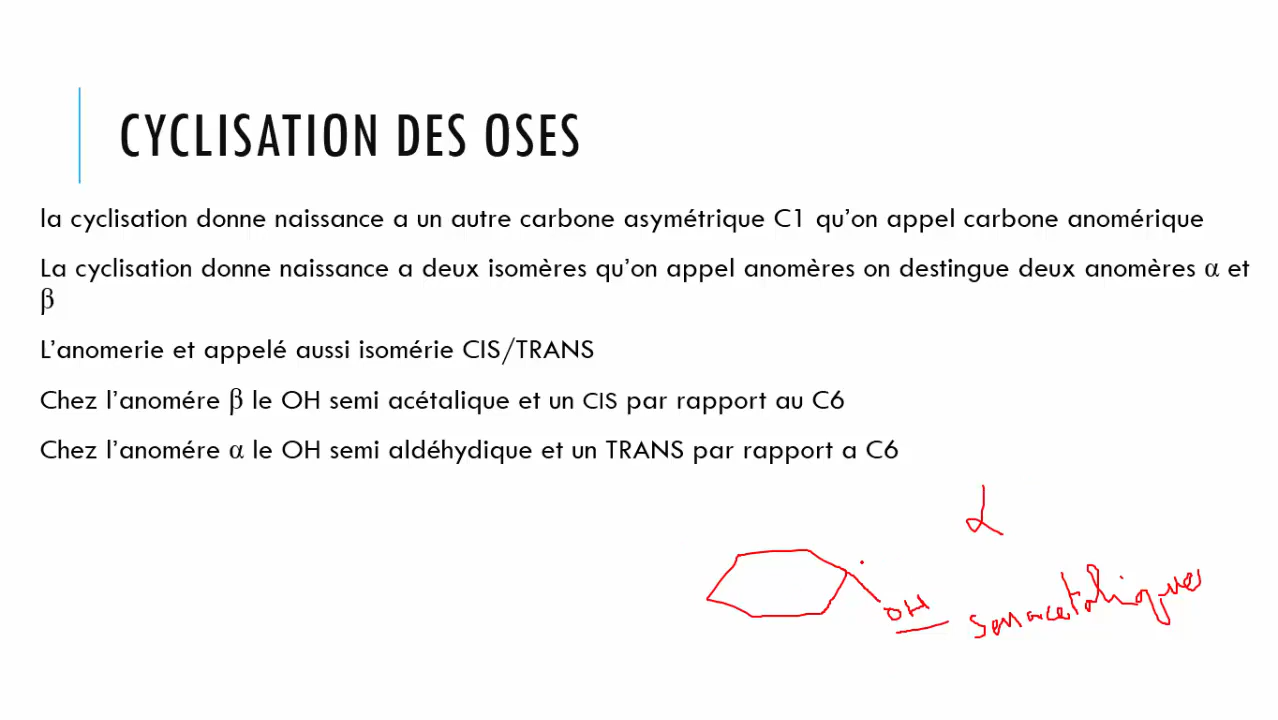 CYCLISATION DES OSES
la cyclisation donne naissance a un autre carbone asymétrique C1 qu’on appel carbone anomérique
La cyclisation donne naissance a deux isomères qu’on appel anomères on destingue deux anomères α et
β
L’anomerie et appelé aussi isomérie CIS/TRANS
Chez l’anomére β le OH semi acétalique et un CIS par rapport au C6
Chez l’anomére α le OH semi aldéhydique et un TRANS par rapport a C6
α
OH